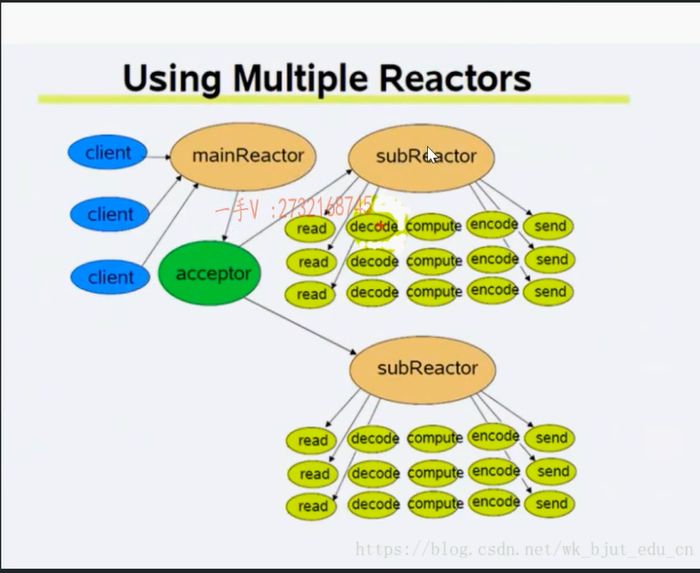 Using Multiple Reactors
client
mainReactor
subReactor
client
一手V :2732168745
read decode compute encode send
client
acceptor
read decode compute encode send
read decode compute encode send
subReactor
read decode compute encode send
read decode compute encode send
read decode compute encode send
https://blog.csdn.net/wk_bjut_edu_cn